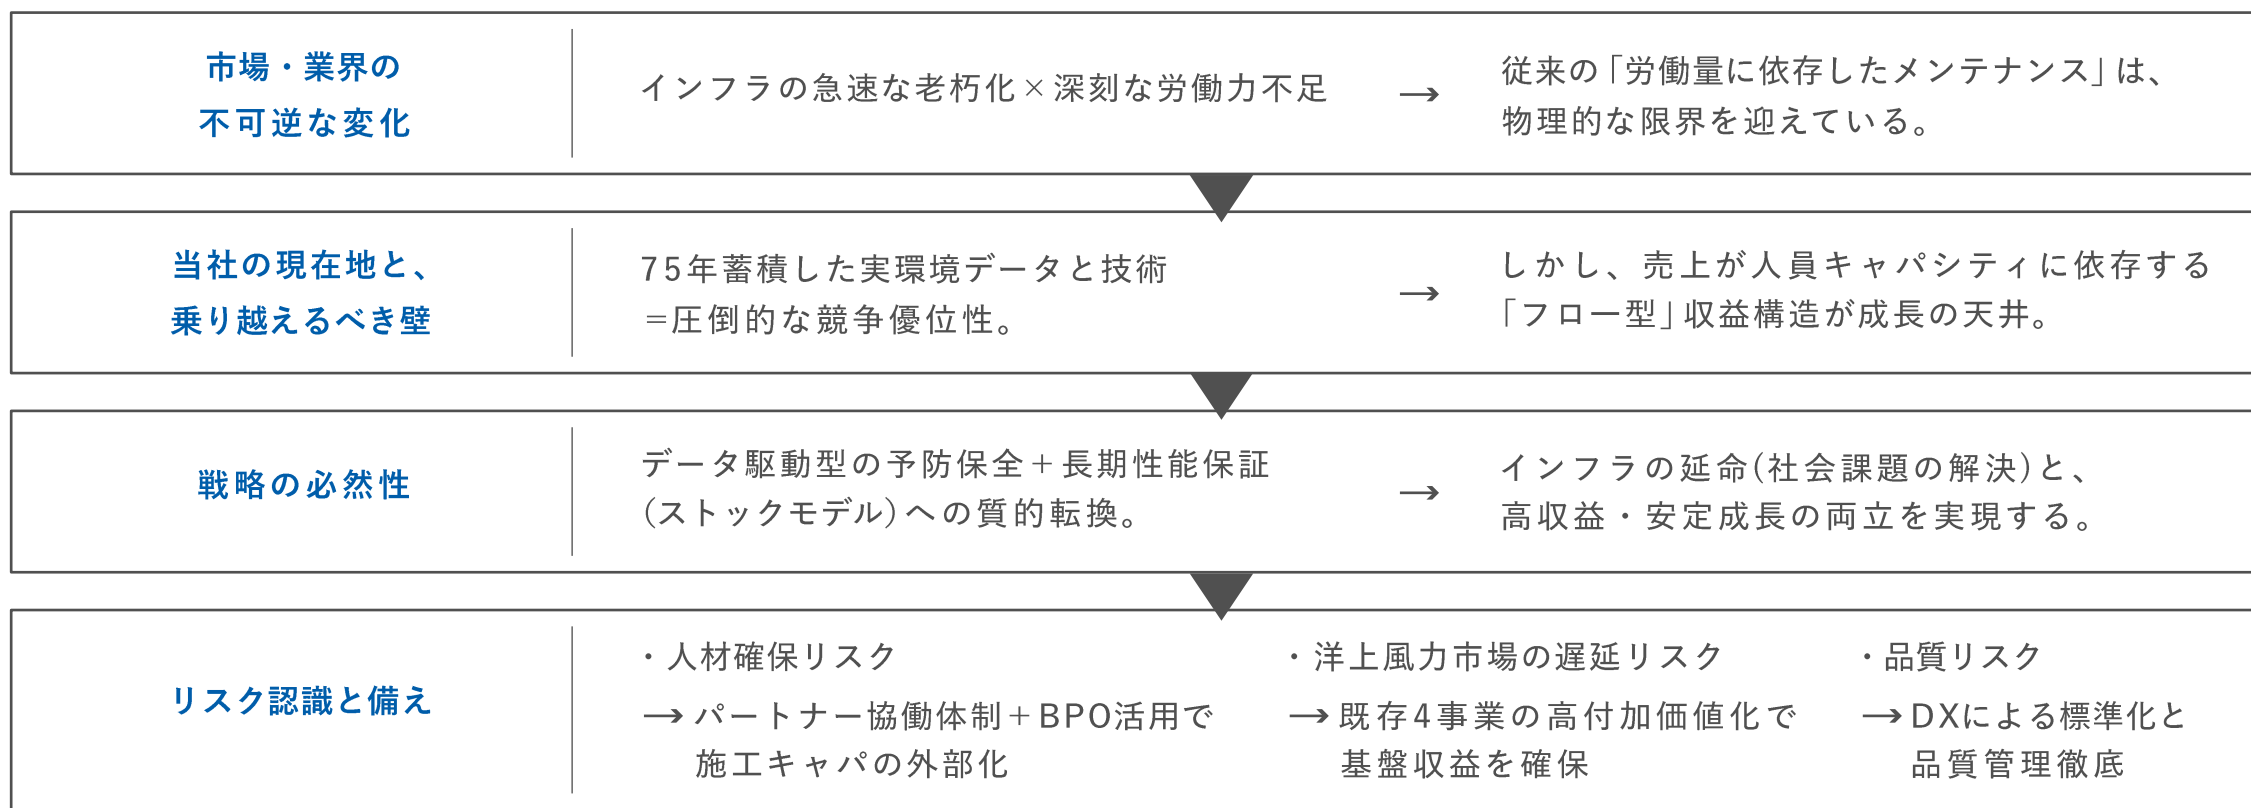 市場・業界の
不可逆な変化
インフラの急速な老朽化×深刻な労働力不足
→
従来の「労働量に依存したメンテナンス」は、
物理的な限界を迎えている。
当社の現在地と、
乗り越えるべき壁
75年蓄積した実環境データと技術
=圧倒的な競争優位性。
→
しかし、売上が人員キャパシティに依存する
「フロー型」収益構造が成長の天井。
戦略の必然性
データ駆動型の予防保全+長期性能保証
(ストックモデル)への質的転換。
→
インフラの延命(社会課題の解決)と、
高収益・安定成長の両立を実現する。
リスク認識と備え
・人材確保リスク
→パートナー協働体制+BPO活用で
施工キャパの外部化
・洋上風力市場の遅延リスク
→既存4事業の高付加価値化で
基盤収益を確保
・品質リスク
→DXによる標準化と
品質管理徹底